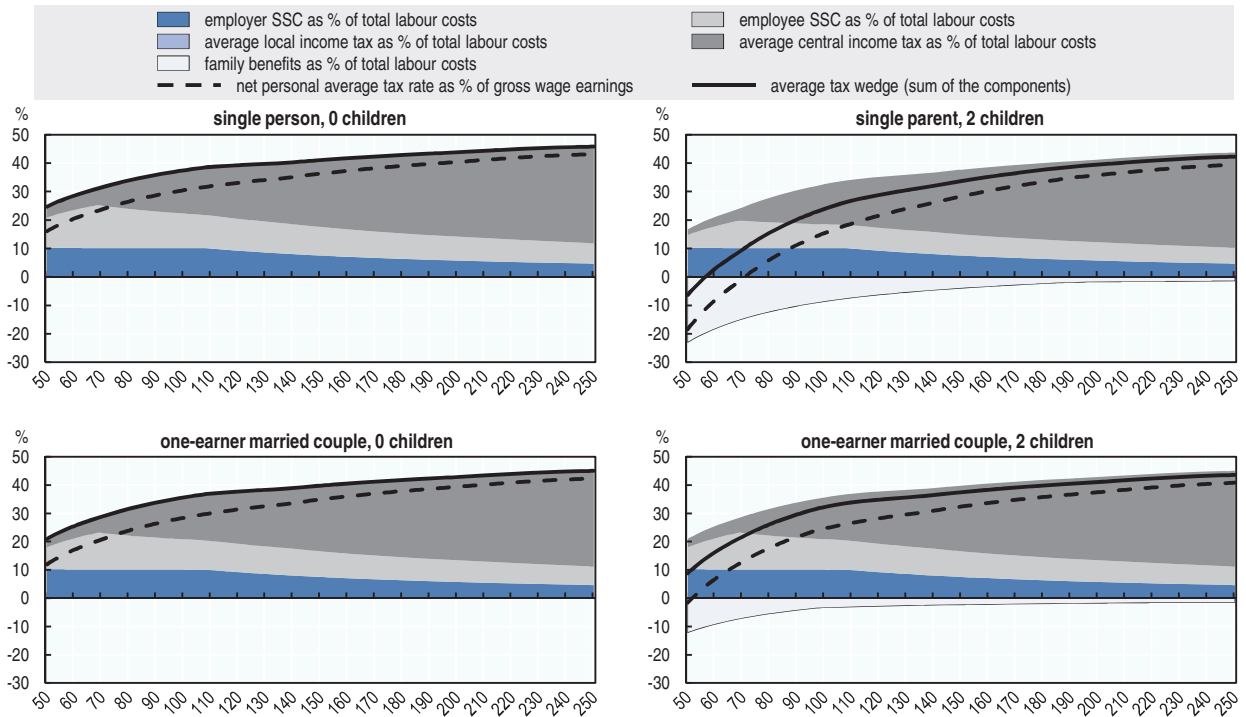 employer SSC as % of total labour costs
employee SSC as % of total labour costs
average local income tax as % of total labour costs
average central income tax as % of total labour costs
family benefits as % of total labour costs
net personal average tax rate as % of gross wage earnings
average tax wedge (sum of the components)
%
single person, 0 children
50
40
30
20
10
0
-10
-20
-30
50 60 70 80 90 100 110 120 130 140 150 160 170 180 190 200 210 220 230 240 250
%
single parent, 2 children
50
40
30
20
10
0
-10
-20
-30
50 60 70 80 90 100 110 120 130 140 150 160 170 180 190 200 210 220 230 240 250
%
one-earner married couple, 0 children
50
40
30
20
10
0
-10
-20
-30
50 60 70 80 90 100 110 120 130 140 150 160 170 180 190 200 210 220 230 240 250
%
one-earner married couple, 2 children
50
40
30
20
10
0
-10
-20
-30
50 60 70 80 90 100 110 120 130 140 150 160 170 180 190 200 210 220 230 240 250